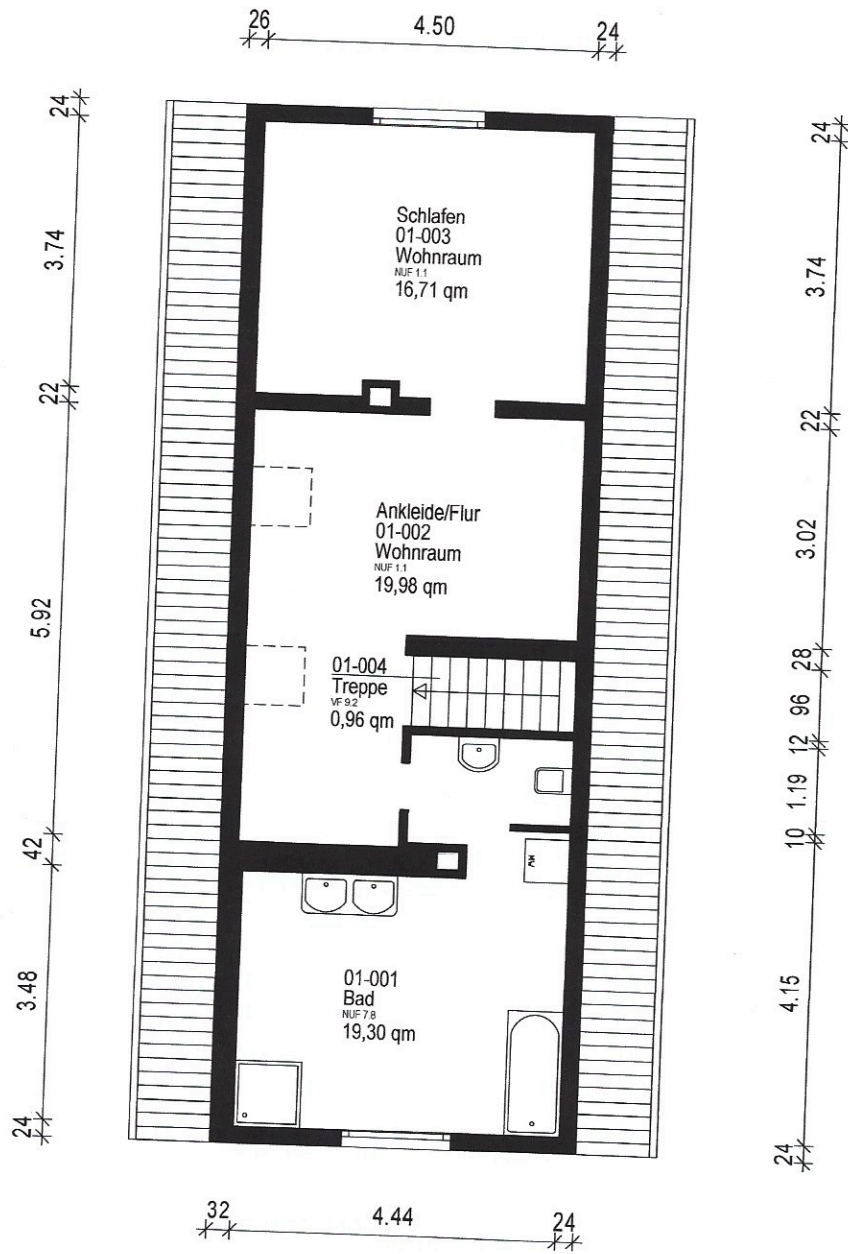 26
4.50
24
24
3.74
22
5.92
42
3.48
24
24
3.74
22
3.02
28
96
12
1.19
10
4.15
24
Schlafen
01-003
Wohnraum
NUF 1.1
16,71 qm
Ankleide/Flur
01-002
Wohnraum
NUF 1.1
19,98 qm
01-004
Treppe
VF 9.2
0,96 qm
WM
01-001
Bad
NUF 7.8
19,30 qm
32
4.44
24